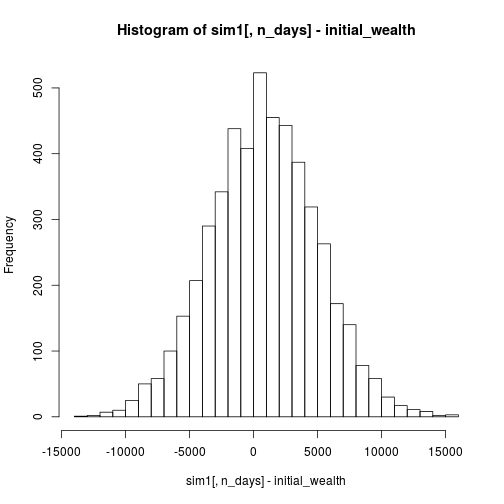 Histogram of sim1[, n_days] - initial_wealth
Frequency
500
400
300
200
100
0
-15000 -10000 -5000 0 5000 10000 15000
sim1[, n_days] - initial_wealth